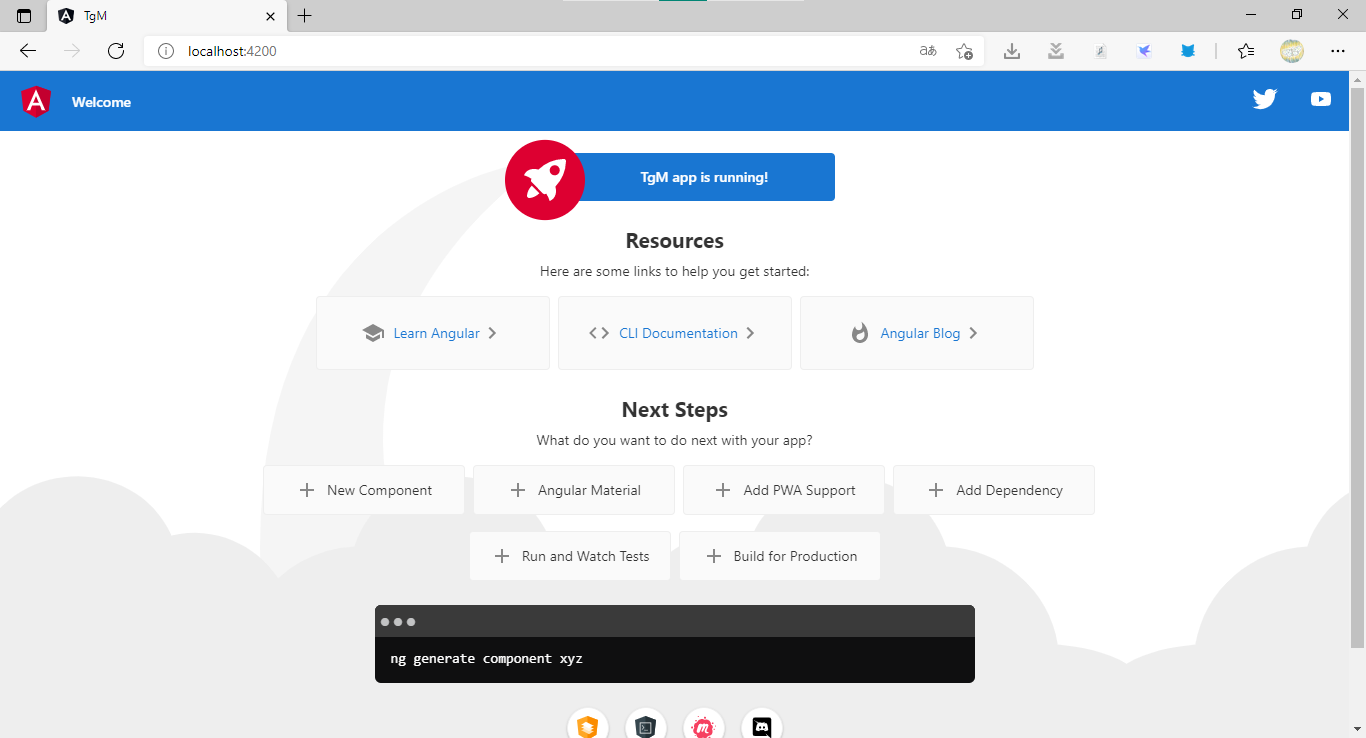 TgM
localhost:4200
aあ
Welcome
TgM app is running!
Resources
Here are some links to help you get started:
Learn Angular
CLI Documentation
Angular Blog
Next Steps
What do you want to do next with your app?
New Component
Angular Material
Add PWA Support
Add Dependency
Run and Watch Tests
Build for Production
ng generate component xyz